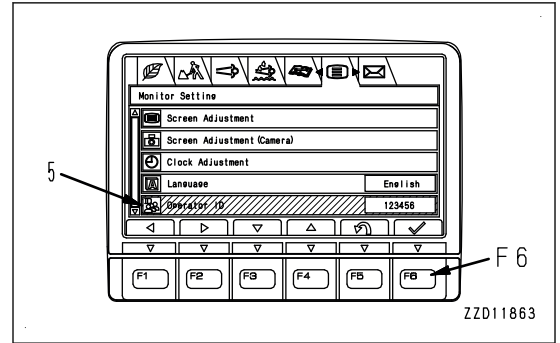 Monitor Setting
Screen Adjustment
Screen Adjustment(Camera)
Clock Adjustment
A Language English
Operator ID 123456
5
F1 F2 F3 F4 F5 F6
F6
ZZD11863